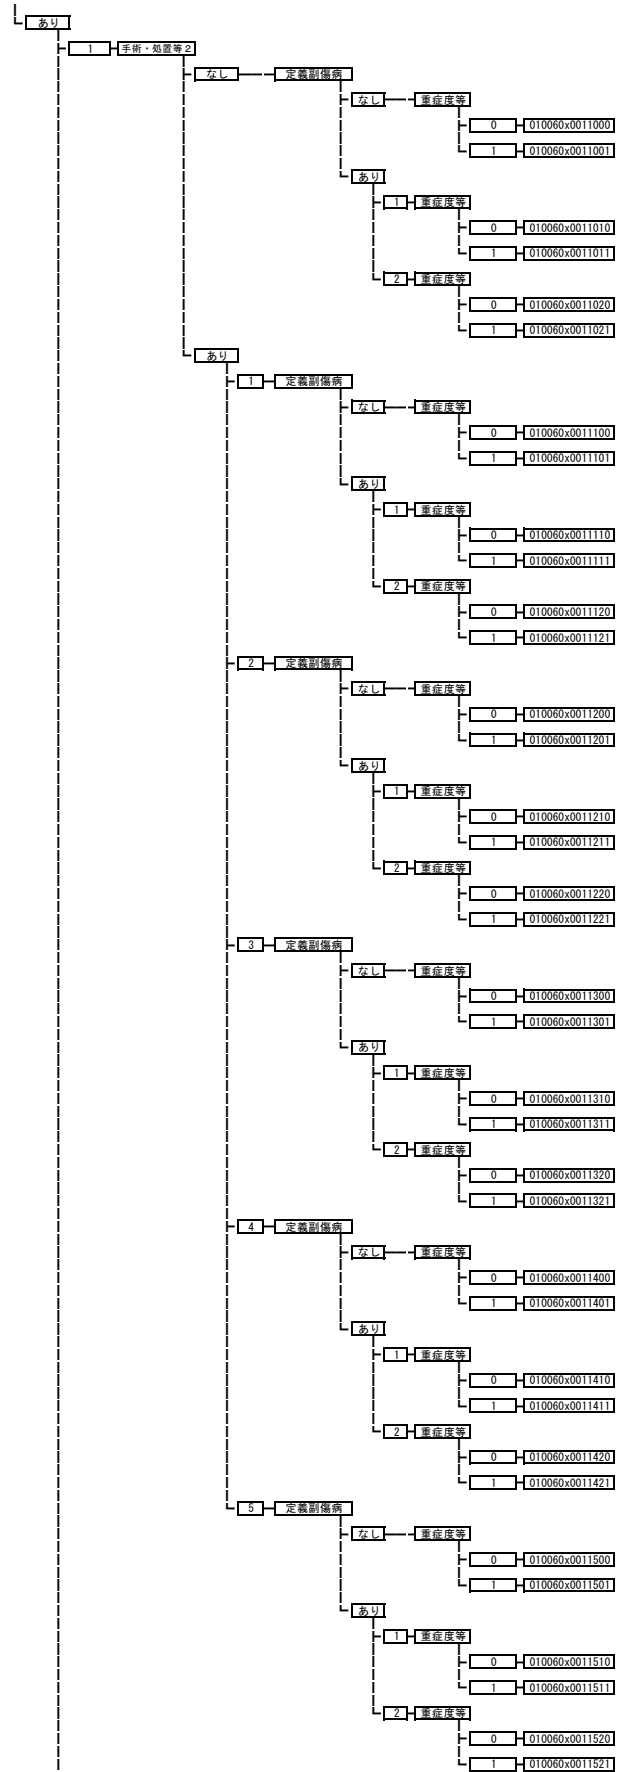 あり
1 手術・処置等２
なし 定義副傷病
なし 重症度等
0 010060x0011000
1 010060x0011001
あり
1 重症度等
0 010060x0011010
1 010060x0011011
2 重症度等
0 010060x0011020
1 010060x0011021
あり
1 定義副傷病
なし 重症度等
0 010060x0011100
1 010060x0011101
あり
1 重症度等
0 010060x0011110
1 010060x0011111
2 重症度等
0 010060x0011120
1 010060x0011121
2 定義副傷病
なし 重症度等
0 010060x0011200
1 010060x0011201
あり
1 重症度等
0 010060x0011210
1 010060x0011211
2 重症度等
0 010060x0011220
1 010060x0011221
3 定義副傷病
なし 重症度等
0 010060x0011300
1 010060x0011301
あり
1 重症度等
0 010060x0011310
1 010060x0011311
2 重症度等
0 010060x0011320
1 010060x0011321
4 定義副傷病
なし 重症度等
0 010060x0011400
1 010060x0011401
あり
1 重症度等
0 010060x0011410
1 010060x0011411
2 重症度等
0 010060x0011420
1 010060x0011421
5 定義副傷病
なし 重症度等
0 010060x0011500
1 010060x0011501
あり
1 重症度等
0 010060x0011510
1 010060x0011511
2 重症度等
0 010060x0011520
1 010060x0011521